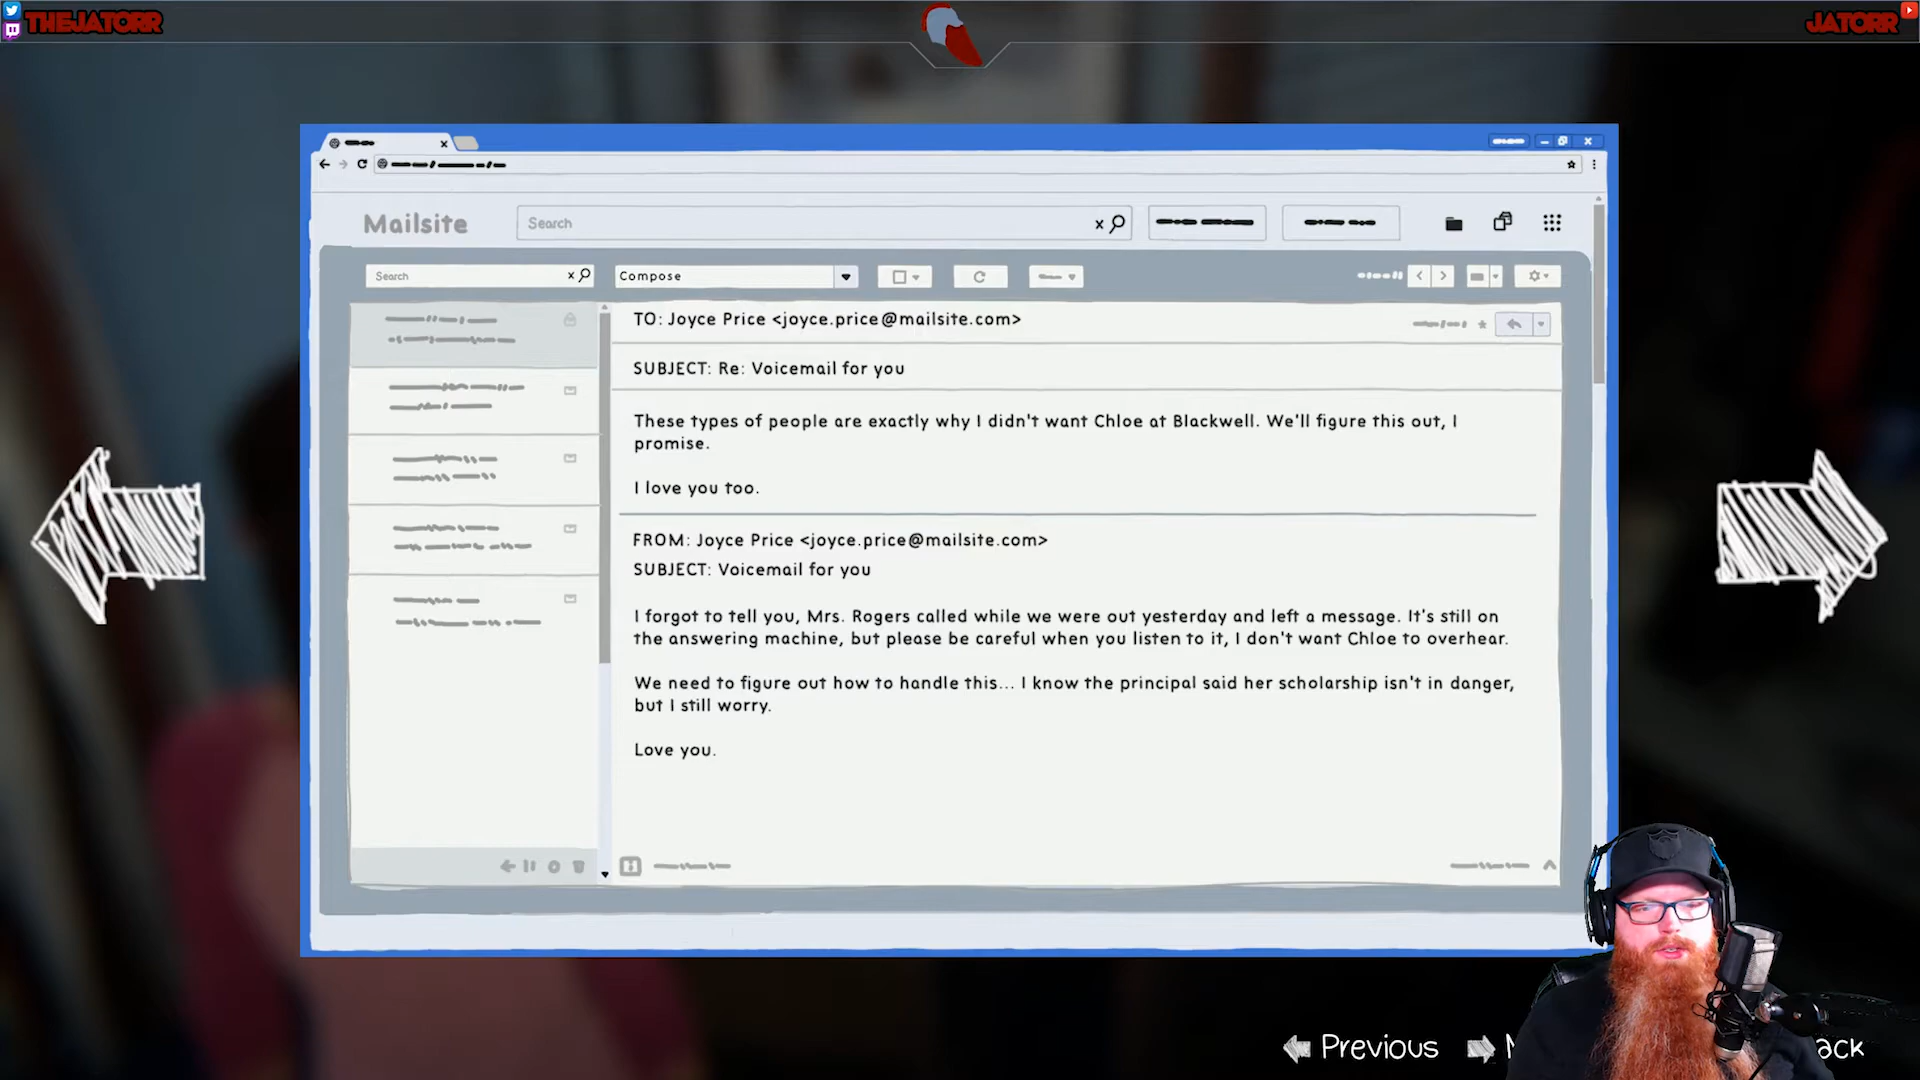 THEJATORR
JATORR
Mailsite
Search
Search
Compose
TO: Joyce Price <joyce.price@mailsite.com>
SUBJECT: Re: Voicemail for you
These types of people are exactly why I didn't want Chloe at Blackwell. We'll figure this out, I
promise.
I love you too.
FROM: Joyce Price <joyce.price@mailsite.com>
SUBJECT: Voicemail for you
I forgot to tell you, Mrs. Rogers called while we were out yesterday and left a message. It's still on
the answering machine, but please be careful when you listen to it, I don't want Chloe to overhear.
We need to figure out how to handle this... I know the principal said her scholarship isn't in danger,
but I still worry.
Love you.
Previous